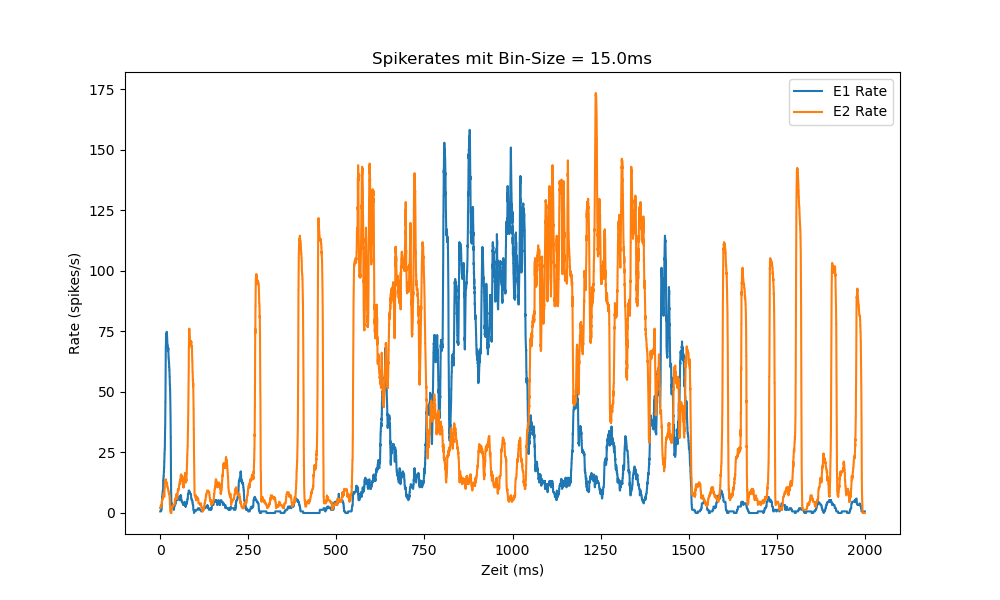 Spikerates mit Bin-Size = 15.0ms
E1 Rate
E2 Rate
Rate (spikes/s)
175
150
125
100
75
50
25
0
0 250 500 750 1000 1250 1500 1750 2000
Zeit (ms)